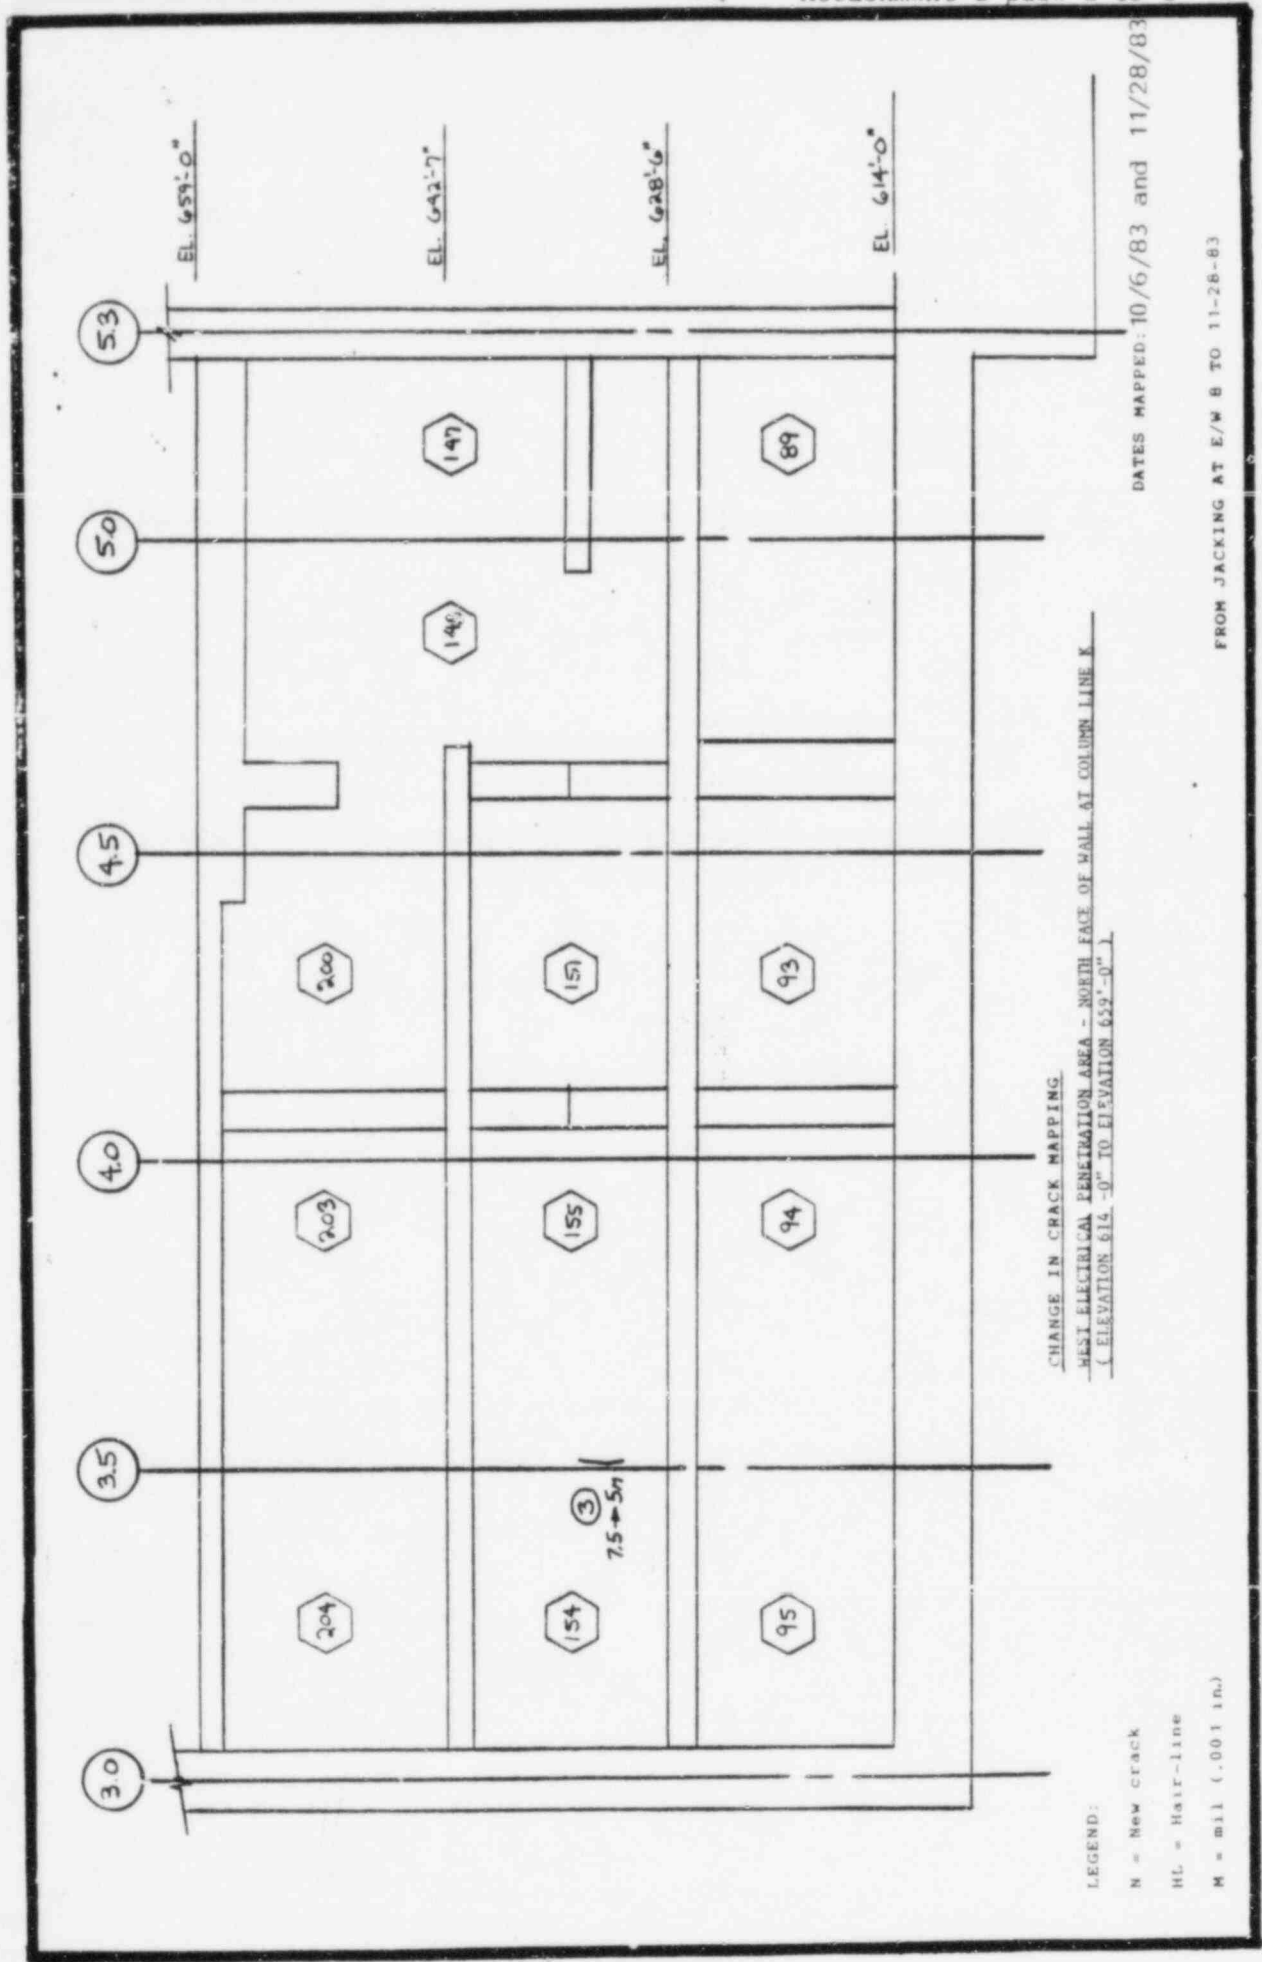 3.0
3.5
4.0
4.5
5.0
5.3
EL. 659'-0"
EL. 642'-7"
EL. 628'-6"
EL. 614'-0"
204
203
200
147
154
155
151
3
7.5→5m
95
94
93
89
CHANGE IN CRACK MAPPING
WEST ELECTRICAL PENETRATION AREA - NORTH FACE OF WALL AT COLUMN LINE K
( ELEVATION 614'-0" TO ELEVATION 659'-0" )
LEGEND:
N = New crack
HL = Hair-line
M = mil (.001 in.)
DATES MAPPED: 10/6/83 and 11/28/83
FROM JACKING AT E/W 8 TO 11-28-83